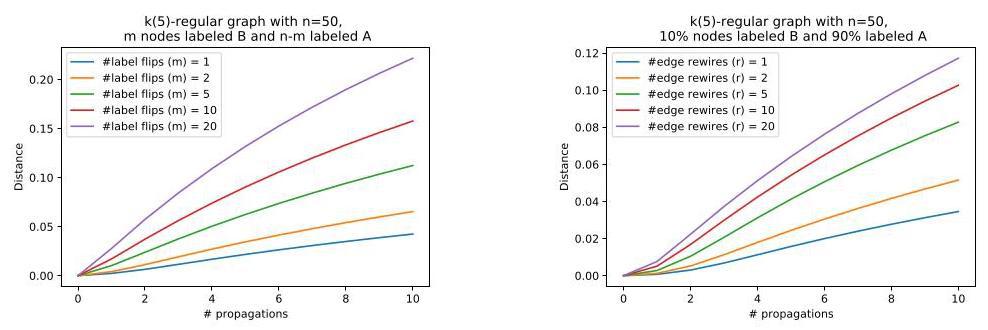 k(5)-regular graph with n=50,
m nodes labeled B and n-m labeled A
#label flips (m) = 1
#label flips (m) = 2
#label flips (m) = 5
#label flips (m) = 10
#label flips (m) = 20
0.20
0.15
0.10
0.05
0.00
Distance
0 2 4 6 8 10
# propagations
k(5)-regular graph with n=50,
10% nodes labeled B and 90% labeled A
#edge rewires (r) = 1
#edge rewires (r) = 2
#edge rewires (r) = 5
#edge rewires (r) = 10
#edge rewires (r) = 20
0.12
0.10
0.08
0.06
0.04
0.02
0.00
Distance
0 2 4 6 8 10
# propagations